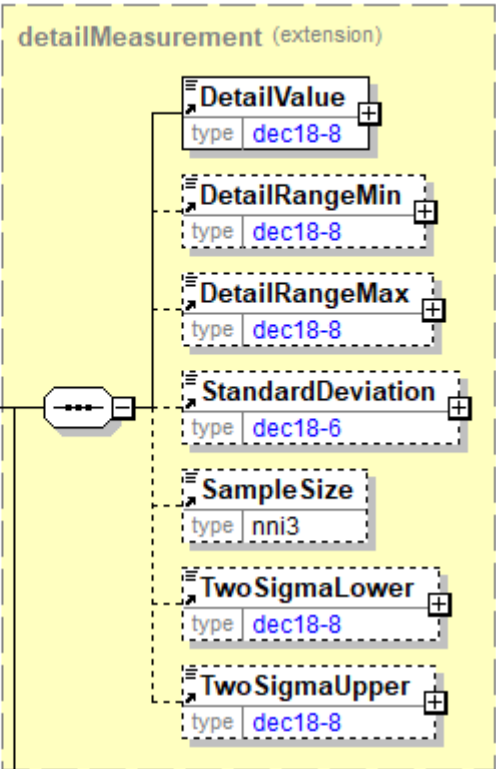 detailMeasurement (extension)
DetailValue
type dec18-8
DetailRangeMin
type dec18-8
DetailRangeMax
type dec18-8
StandardDeviation
type dec18-6
SampleSize
type nni3
TwoSigmaLower
type dec18-8
TwoSigmaUpper
type dec18-8